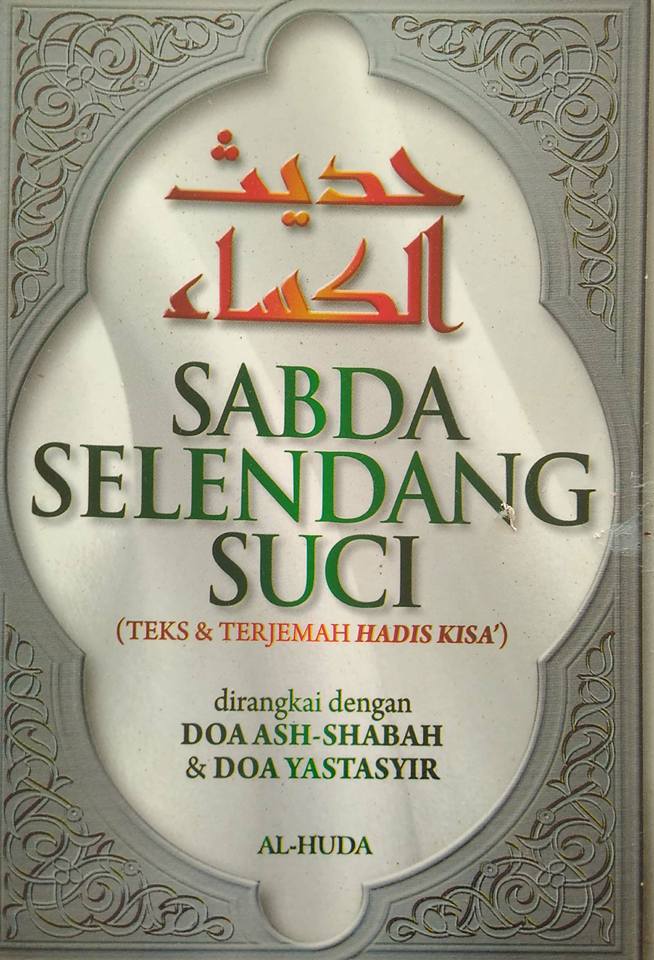 حديث
الكساء
SABDA
SELENDANG
SUCI
(TEKS & TERJEMAH HADIS KISA’)
dirangkai dengan
DOA ASH-SHABAH
& DOA YASTASYIR
AL-HUDA